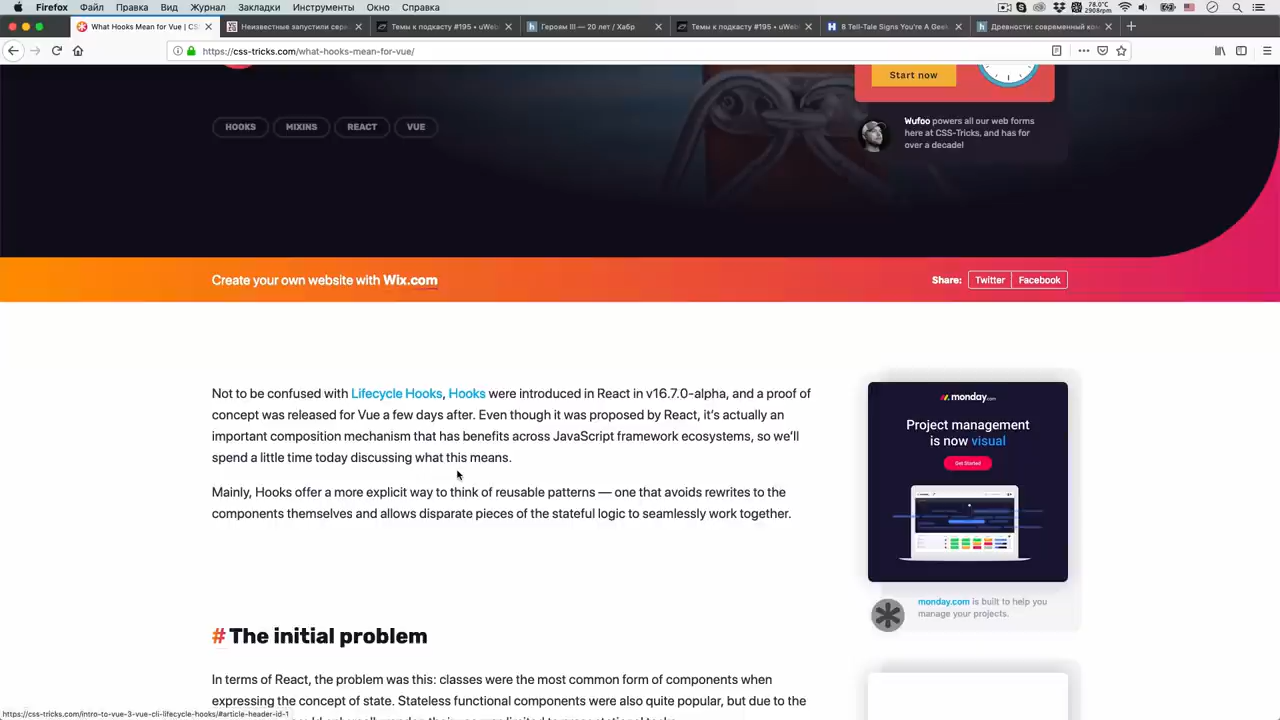 Firefox Файл Правка Вид Журнал Закладки Инструменты Окно Справка
78.0°C
2908rpm
What Hooks Mean for Vue | CS
Неизвестные запустили сера
Темы к подкасту #195 • uWeb
Героям III — 20 лет / Хабр
Темы к подкасту #195 • uWeb
8 Tell-Tale Signs You're A Geek
Древности: современный ком
https://css-tricks.com/what-hooks-mean-for-vue/
Start now
HOOKS MIXINS REACT VUE
Wufoo powers all our web forms
here at CSS-Tricks, and has for
over a decade!
Create your own website with Wix.com
Share: Twitter Facebook
Not to be confused with Lifecycle Hooks, Hooks were introduced in React in v16.7.0-alpha, and a proof of
concept was released for Vue a few days after. Even though it was proposed by React, it's actually an
important composition mechanism that has benefits across JavaScript framework ecosystems, so we'll
spend a little time today discussing what this means.
Mainly, Hooks offer a more explicit way to think of reusable patterns — one that avoids rewrites to the
components themselves and allows disparate pieces of the stateful logic to seamlessly work together.
monday.com
Project management
is now visual
Get Started
monday.com is built to help you
manage your projects.
# The initial problem
In terms of React, the problem was this: classes were the most common form of components when
expressing the concept of state. Stateless functional components were also quite popular, but due to the
https://css-tricks.com/intro-to-vue-3-vue-cli-lifecycle-hooks/#article-header-id-1